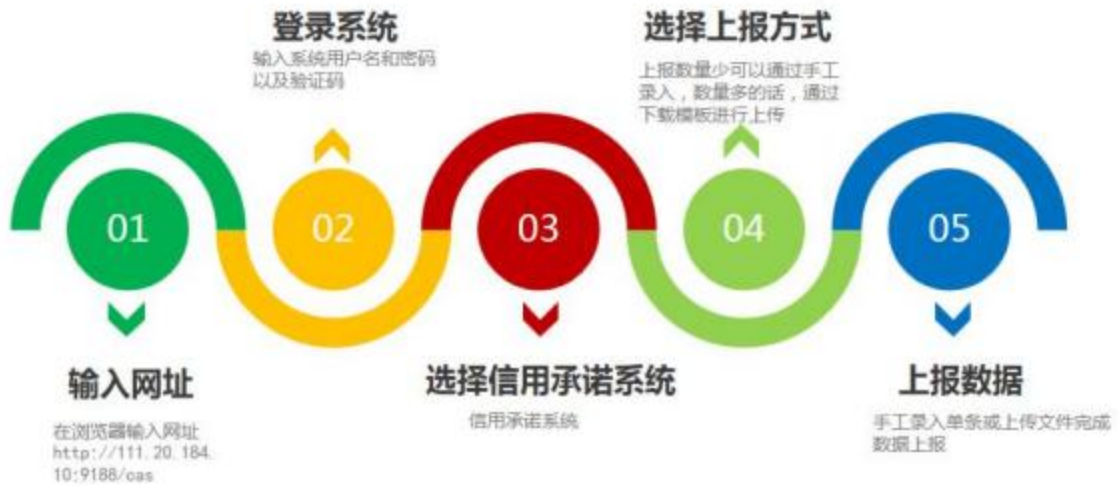 登录系统
输入系统用户名和密码
以及验证码
选择上报方式
上报数量少可以通过手工
录入，数量多的话，通过
下载模板进行上传
01
02
03
04
05
输入网址
在浏览器输入网址
http://111.20.184.
10:9188/cas
选择信用承诺系统
信用承诺系统
上报数据
手工录入单条或上传文件完成
数据上报